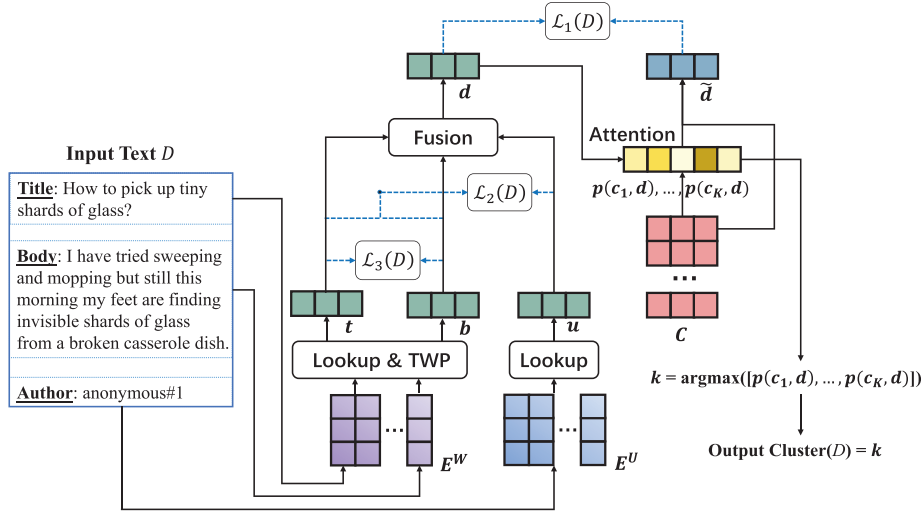 Input Text D
Title: How to pick up tiny
shards of glass?
Body: I have tried sweeping
and mopping but still this
morning my feet are finding
invisible shards of glass
from a broken casserole dish.
Author: anonymous#1
ℒ₁(D)
d
d̃
Fusion
Attention
p(c₁, d), ..., p(c_K, d)
ℒ₂(D)
ℒ₃(D)
...
t
b
u
C
Lookup & TWP
Lookup
...
...
E^W
E^U
k = argmax([p(c₁, d), ..., p(c_K, d)])
Output Cluster(D) = k